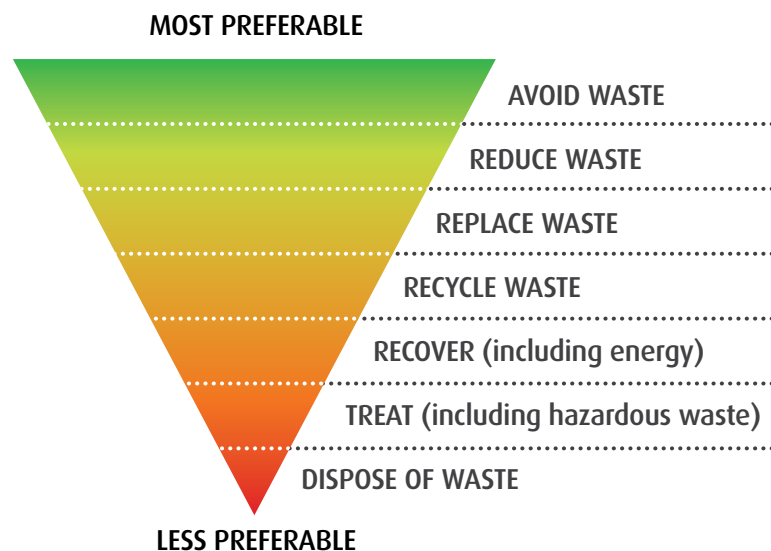 MOST PREFERABLE
AVOID WASTE
REDUCE WASTE
REPLACE WASTE
RECYCLE WASTE
RECOVER (including energy)
TREAT (including hazardous waste)
DISPOSE OF WASTE
LESS PREFERABLE